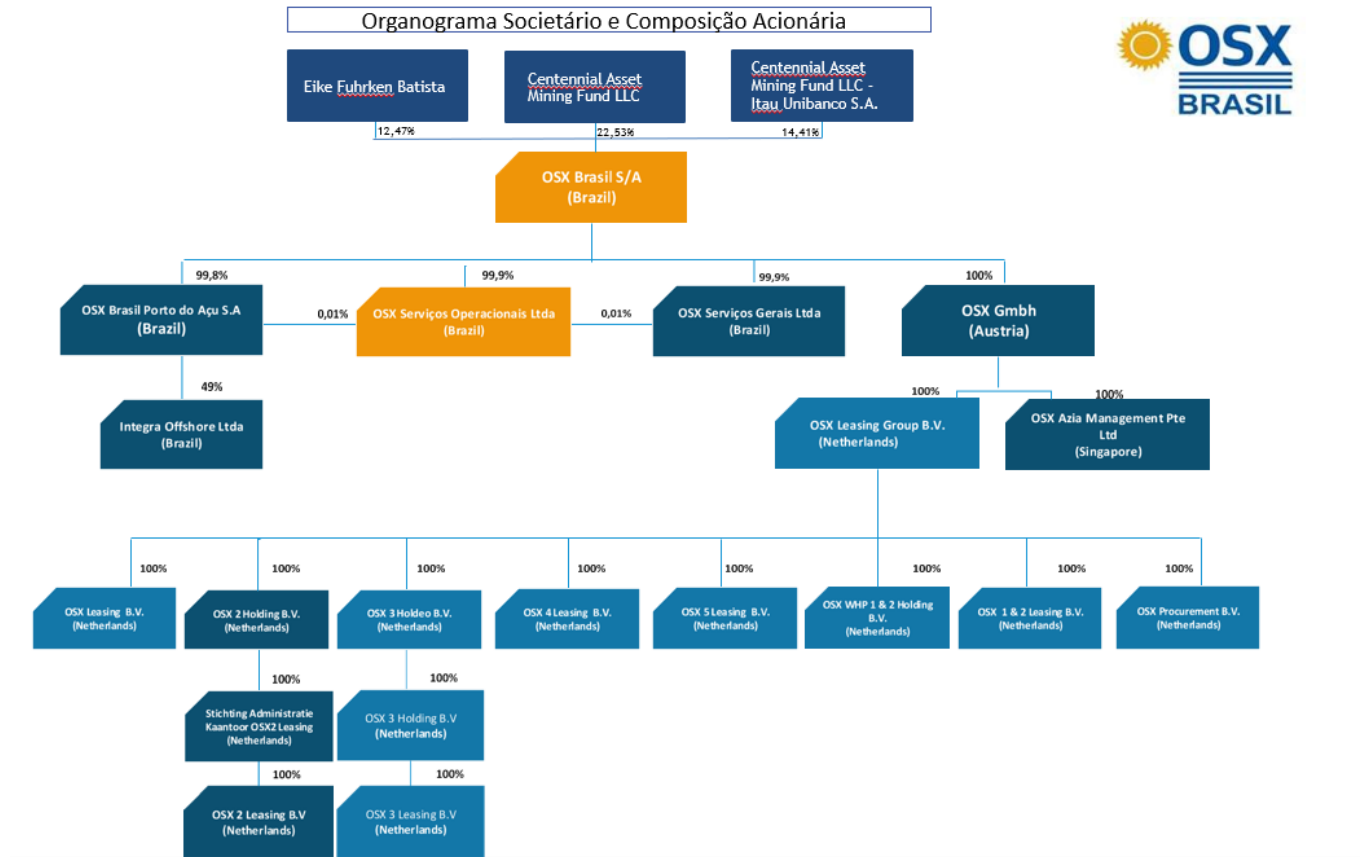 Organograma Societário e Composição Acionária
OSX
BRASIL
Eike Fuhrken Batista
Centennial Asset
Mining Fund LLC
Centennial Asset
Mining Fund LLC -
Itau Unibanco S.A.
12,47%
22,53%
14,41%
OSX Brasil S/A
(Brazil)
99,8%
99,9%
99,9%
100%
OSX Brasil Porto do Açu S.A
(Brazil)
0,01%
OSX Serviços Operacionais Ltda
(Brazil)
0,01%
OSX Serviços Gerais Ltda
(Brazil)
OSX Gmbh
(Austria)
49%
100%
100%
Integra Offshore Ltda
(Brazil)
OSX Leasing Group B.V.
(Netherlands)
OSX Azia Management Pte
Ltd
(Singapore)
100%
100%
100%
100%
100%
100%
100%
100%
OSX Leasing B.V.
(Netherlands)
OSX 2 Holding B.V.
(Netherlands)
OSX 3 Holdeo B.V.
(Netherlands)
OSX 4 Leasing B.V.
(Netherlands)
OSX 5 Leasing B.V.
(Netherlands)
OSX WHP 1 & 2 Holding
B.V.
(Netherlands)
OSX 1 & 2 Leasing B.V.
(Netherlands)
OSX Procurement B.V.
(Netherlands)
100%
100%
Stichting Administratie
Kaantoor OSX2 Leasing
(Netherlands)
OSX 3 Holding B.V
(Netherlands)
100%
100%
OSX 2 Leasing B.V
(Netherlands)
OSX 3 Leasing B.V
(Netherlands)